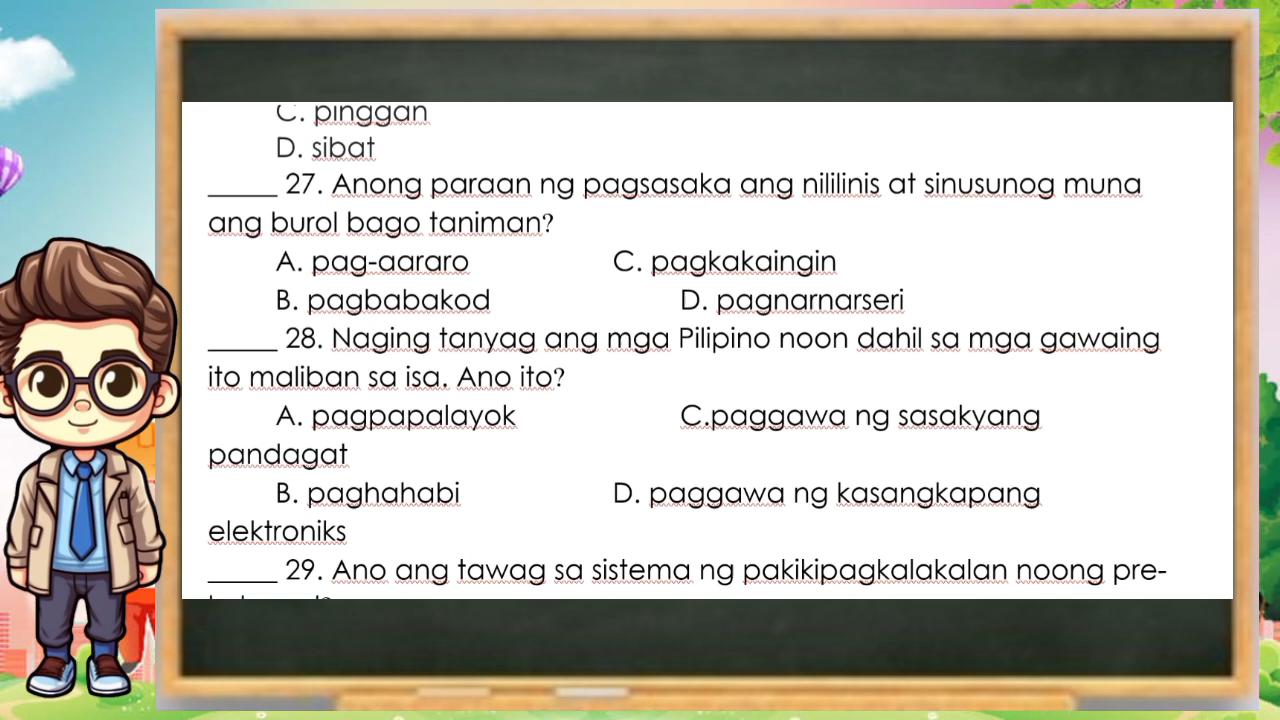 C. pinggan
D. sibat
_____ 27. Anong paraan ng pagsasaka ang nililinis at sinusunog muna
ang burol bago taniman?
A. pag-aararo C. pagkakaingin
B. pagbabakod D. pagnarnarseri
_____ 28. Naging tanyag ang mga Pilipino noon dahil sa mga gawaing
ito maliban sa isa. Ano ito?
A. pagpapalayok C.paggawa ng sasakyang
pandagat
B. paghahabi D. paggawa ng kasangkapang
elektroniks
_____ 29. Ano ang tawag sa sistema ng pakikipagkalakalan noong pre-